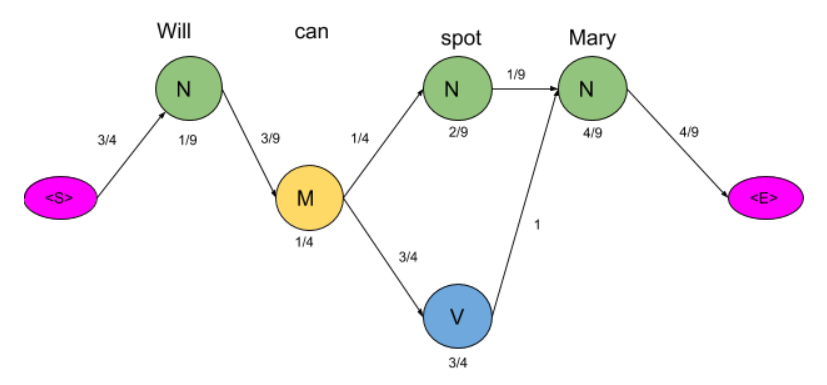 Will can spot Mary
N N 1/9 N
3/4 1/9 3/9 1/4 2/9 4/9 4/9
<S> M <E>
1/4 3/4 1
V
3/4